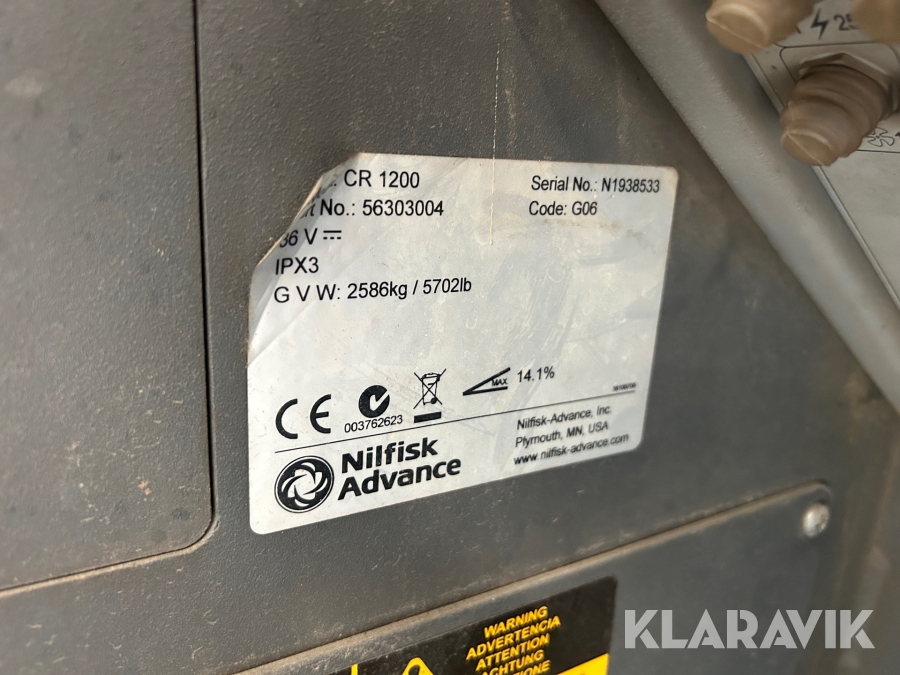 CR 1200
Serial No.: N1938533
No.: 56303004
Code: G06
36 V
IPX3
G V W: 2586kg / 5702lb
MAX
14.1%
CE
003762623
Nilfisk
Advance
Nilfisk-Advance, Inc.
Plymouth, MN, USA
www.nilfisk-advance.com
WARNING
ADVERTENCIA
ATTENTION
ACHTUNG
KLARAVIK